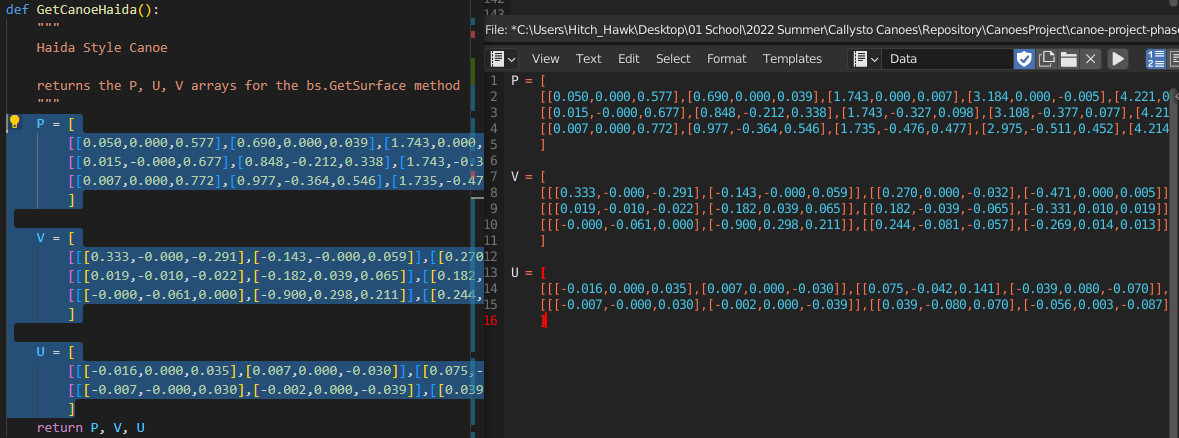 def GetCanoeHaida():
"""
Haida Style Canoe
returns the P, U, V arrays for the bs.GetSurface method
"""
P = [
[[0.050,0.000,0.577],[0.690,0.000,0.039],[1.743,0.000,
[[0.015,-0.000,0.677],[0.848,-0.212,0.338],[1.743,-0.3
[[0.007,0.000,0.772],[0.977,-0.364,0.546],[1.735,-0.47
]
V = [
[[[0.333,-0.000,-0.291],[-0.143,-0.000,0.059]],[[0.270
[[[0.019,-0.010,-0.022],[-0.182,0.039,0.065]],[[0.182,
[[[-0.000,-0.061,0.000],[-0.900,0.298,0.211]],[[0.244,
]
U = [
[[[-0.016,0.000,0.035],[0.007,0.000,-0.030]],[[0.075,-
[[[-0.007,-0.000,0.030],[-0.002,0.000,-0.039]],[[0.039
]
return P, V, U
142
143
File: *C:\Users\Hitch_Hawk\Desktop\01 School\2022 Summer\Callysto Canoes\Repository\CanoesProject\canoe-project-phase
View Text Edit Select Format Templates Data
1 P = [
2 [[0.050,0.000,0.577],[0.690,0.000,0.039],[1.743,0.000,0.007],[3.184,0.000,-0.005],[4.221,0
3 [[0.015,-0.000,0.677],[0.848,-0.212,0.338],[1.743,-0.327,0.098],[3.108,-0.377,0.077],[4.21
4 [[0.007,0.000,0.772],[0.977,-0.364,0.546],[1.735,-0.476,0.477],[2.975,-0.511,0.452],[4.214
5 ]
6
7 V = [
8 [[[0.333,-0.000,-0.291],[-0.143,-0.000,0.059]],[[0.270,0.000,-0.032],[-0.471,0.000,0.005]]
9 [[[0.019,-0.010,-0.022],[-0.182,0.039,0.065]],[[0.182,-0.039,-0.065],[-0.331,0.010,0.019]]
10 [[[-0.000,-0.061,0.000],[-0.900,0.298,0.211]],[[0.244,-0.081,-0.057],[-0.269,0.014,0.013]]
11 ]
12
13 U = [
14 [[[-0.016,0.000,0.035],[0.007,0.000,-0.030]],[[0.075,-0.042,0.141],[-0.039,0.080,-0.070]],
15 [[[-0.007,-0.000,0.030],[-0.002,0.000,-0.039]],[[0.039,-0.080,0.070],[-0.056,0.003,-0.087]
16 ]